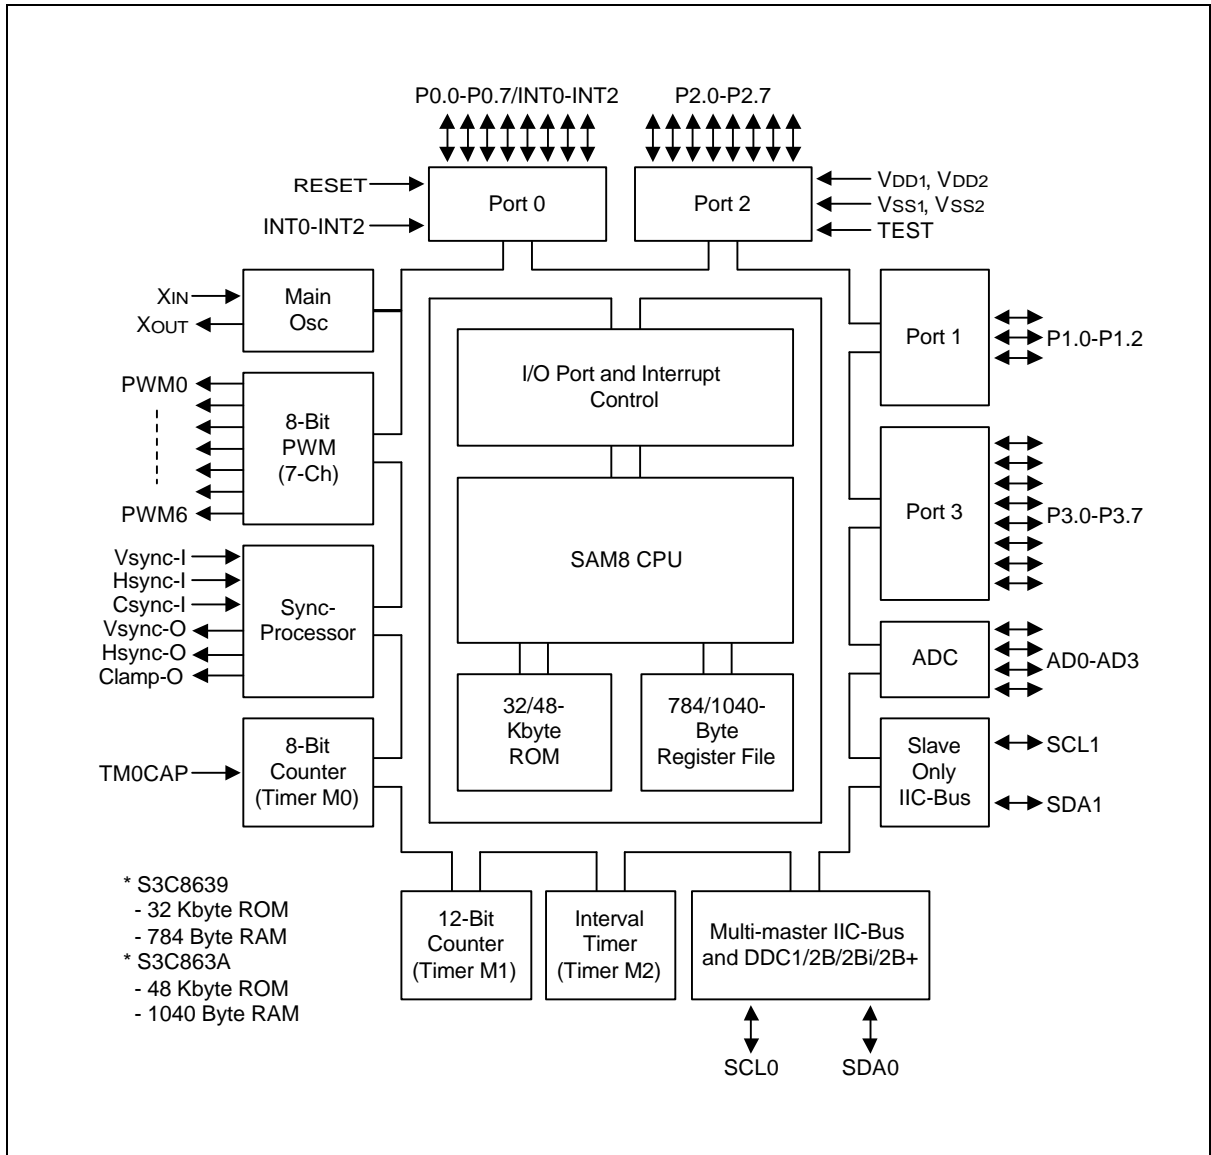 P0.0-P0.7/INT0-INT2
P2.0-P2.7
RESET
INT0-INT2
Port 0
Port 2
VDD1, VDD2
VSS1, VSS2
TEST
XIN
XOUT
Main
Osc
Port 1
P1.0-P1.2
I/O Port and Interrupt
Control
PWM0
PWM6
8-Bit
PWM
(7-Ch)
Port 3
P3.0-P3.7
SAM8 CPU
Vsync-I
Hsync-I
Csync-I
Vsync-O
Hsync-O
Clamp-O
Sync-
Processor
ADC
AD0-AD3
32/48-
Kbyte
ROM
784/1040-
Byte
Register File
TM0CAP
8-Bit
Counter
(Timer M0)
Slave
Only
IIC-Bus
SCL1
SDA1
* S3C8639
- 32 Kbyte ROM
- 784 Byte RAM
* S3C863A
- 48 Kbyte ROM
- 1040 Byte RAM
12-Bit
Counter
(Timer M1)
Interval
Timer
(Timer M2)
Multi-master IIC-Bus
and DDC1/2B/2Bi/2B+
SCL0
SDA0